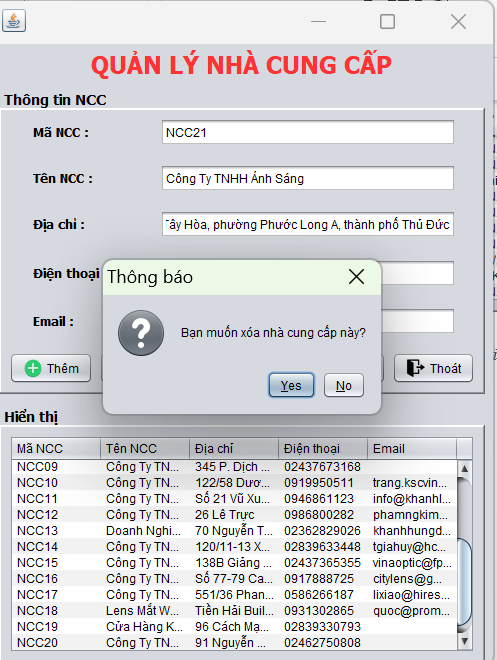 QUẢN LÝ NHÀ CUNG CẤP
Thông tin NCC
Mã NCC : NCC21
Tên NCC : Công Ty TNHH Ánh Sáng
Địa chỉ : Tây Hòa, phường Phước Long A, thành phố Thủ Đức
Điện thoại
Email :
Thông báo
Bạn muốn xóa nhà cung cấp này?
Yes No
Thêm Thoát
Hiển thị
Mã NCC Tên NCC Địa chỉ Điện thoại Email
NCC09 Công Ty TN... 345 P. Dịch ... 02437673168
NCC10 Công Ty TN... 122/58 Dươ... 0919950511 trang.kscvin...
NCC11 Công Ty TN... Số 21 Vũ Xu... 0946861123 info@khanhl...
NCC12 Công Ty TN... 26 Lê Trực 0986800282 phamngkim...
NCC13 Doanh Nghi... 70 Nguyễn T... 02362829026 khanhhungd...
NCC14 Công Ty TN... 120/11-13 X... 02839633448 tgiahuy@hc...
NCC15 Công Ty TN... 138B Giảng ... 02437365355 vinaoptic@fp...
NCC16 Công Ty TN... Số 77-79 Ca... 0917888725 citylens@g...
NCC17 Công Ty TN... 551/36 Phan... 0586266187 lixiao@hires...
NCC18 Lens Mắt W... Tiền Hải Buil... 0931302865 quoc@prom...
NCC19 Cửa Hàng K... 96 Cách Mạ... 02839330793
NCC20 Công Ty TN... 91 Nguyễn ... 02462750808